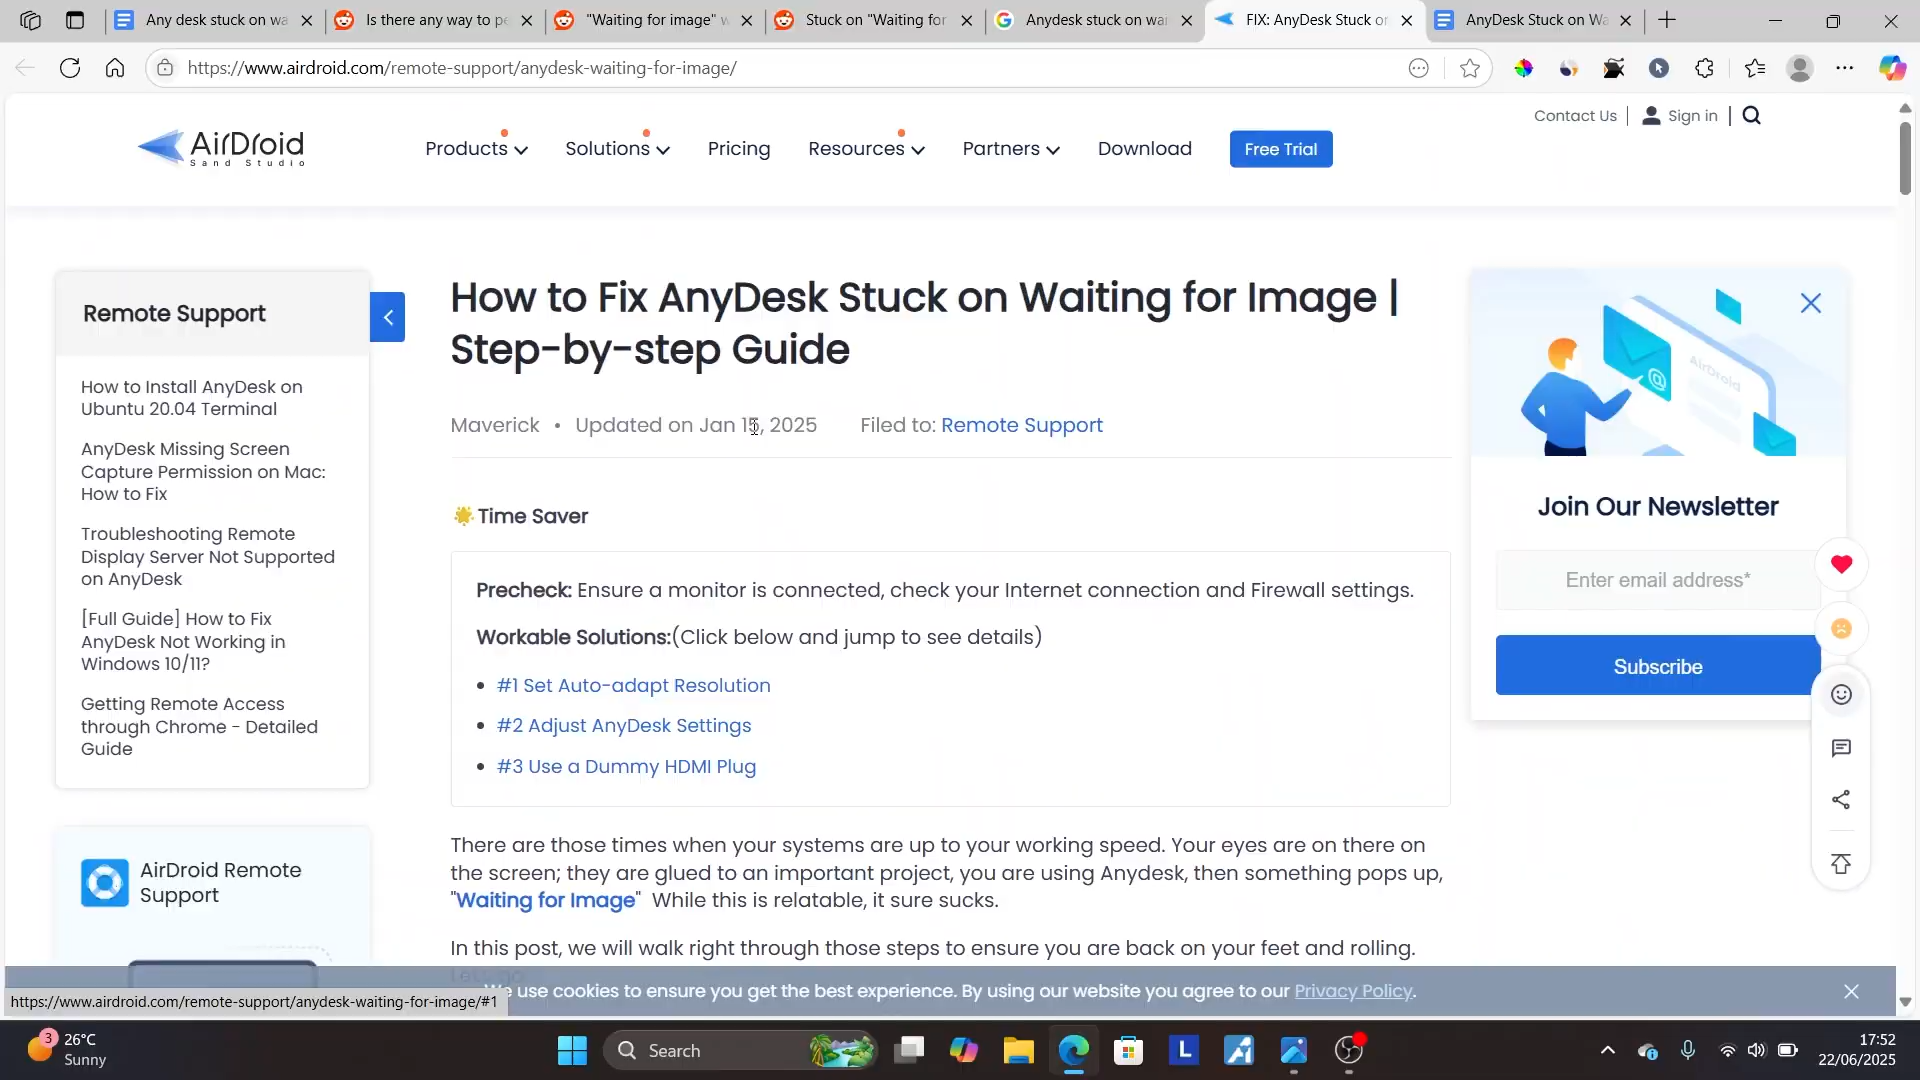 Any desk stuck on wa
Is there any way to pe
"Waiting for image" w
Stuck on "Waiting for
Anydesk stuck on wai
FIX: AnyDesk Stuck or
AnyDesk Stuck on Wa
https://www.airdroid.com/remote-support/anydesk-waiting-for-image/
Contact Us
Sign in
AirDroid
Sand Studio
Products
Solutions
Pricing
Resources
Partners
Download
Free Trial
Remote Support
How to Install AnyDesk on
Ubuntu 20.04 Terminal
AnyDesk Missing Screen
Capture Permission on Mac:
How to Fix
Troubleshooting Remote
Display Server Not Supported
on AnyDesk
[Full Guide] How to Fix
AnyDesk Not Working in
Windows 10/11?
Getting Remote Access
through Chrome - Detailed
Guide
AirDroid Remote
Support
How to Fix AnyDesk Stuck on Waiting for Image |
Step-by-step Guide
Maverick • Updated on Jan 15, 2025 Filed to: Remote Support
Time Saver
Precheck: Ensure a monitor is connected, check your Internet connection and Firewall settings.
Workable Solutions:(Click below and jump to see details)
• #1 Set Auto-adapt Resolution
• #2 Adjust AnyDesk Settings
• #3 Use a Dummy HDMI Plug
There are those times when your systems are up to your working speed. Your eyes are on there on
the screen; they are glued to an important project, you are using Anydesk, then something pops up,
"Waiting for Image" While this is relatable, it sure sucks.
In this post, we will walk right through those steps to ensure you are back on your feet and rolling.
AirDroid
Join Our Newsletter
Enter email address*
Subscribe
use cookies to ensure you get the best experience. By using our website you agree to our Privacy Policy.
https://www.airdroid.com/remote-support/anydesk-waiting-for-image/#1
3
26°C
Sunny
Search
L
17:52
22/06/2025